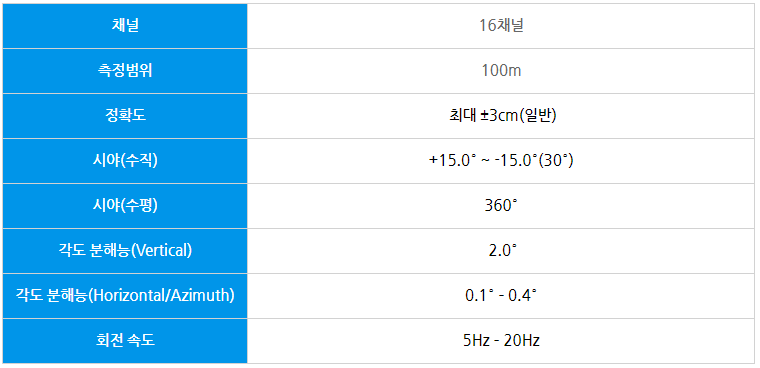 채널 16채널
측정범위 100m
정확도 최대 ±3cm(일반)
시야(수직) +15.0˚ ~ -15.0˚(30˚)
시야(수평) 360˚
각도 분해능(Vertical) 2.0˚
각도 분해능(Horizontal/Azimuth) 0.1˚ - 0.4˚
회전 속도 5Hz - 20Hz